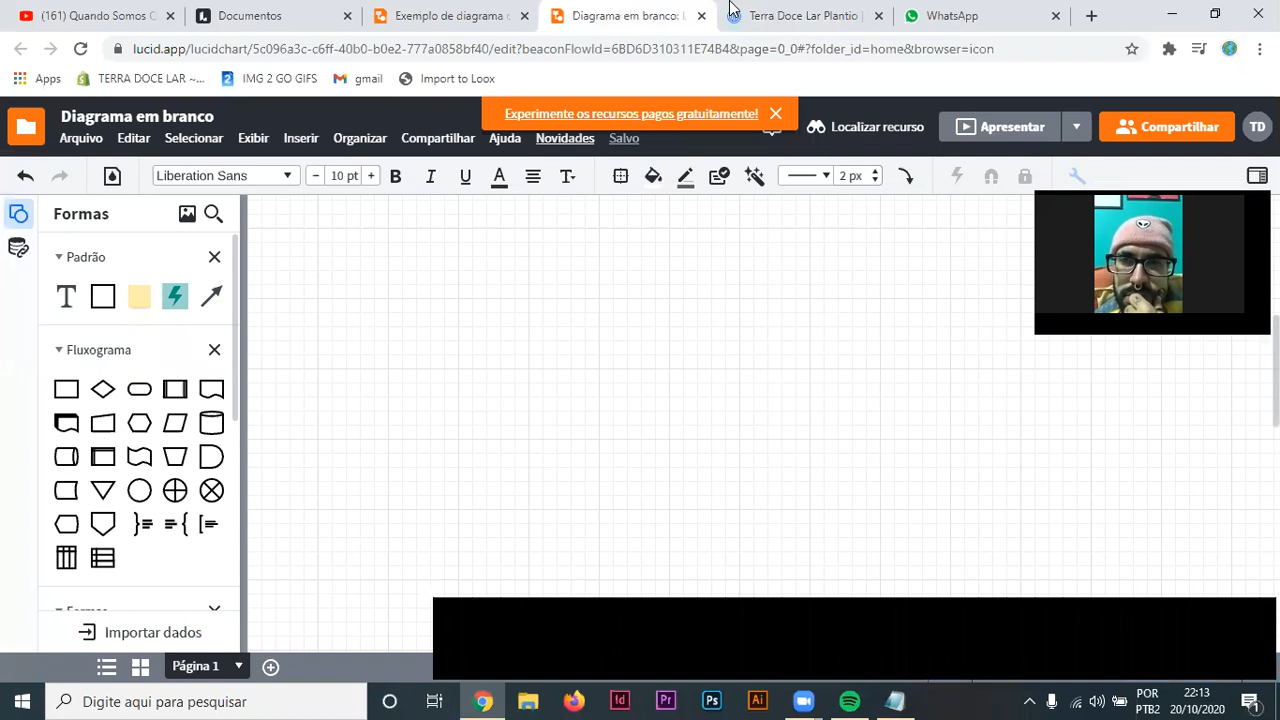 (161) Quando Somos C
Documentos
Exemplo de diagrama d
Diagrama em branco: L
Terra Doce Lar Plantio |
WhatsApp
lucid.app/lucidchart/5c096a3c-c6ff-40b0-b0e2-777a0858bf40/edit?beaconFlowId=6BD6D310311E74B4&page=0_0#?folder_id=home&browser=icon
Apps
TERRA DOCE LAR ~...
IMG 2 GO GIFS
gmail
Import to Loox
Diagrama em branco
Experimente os recursos pagos gratuitamente!
Arquivo Editar Selecionar Exibir Inserir Organizar Compartilhar Ajuda Novidades Salvo
Localizar recurso
Apresentar
Compartilhar
TD
Liberation Sans
10 pt
2 px
Formas
Padrão
Fluxograma
Formas
Importar dados
Página 1
Digite aqui para pesquisar
POR
PTB2
22:13
20/10/2020